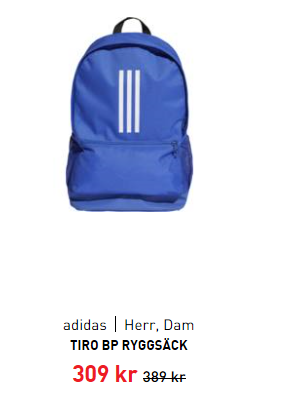 adidas | Herr, Dam
TIRO BP RYGGSÄCK
309 kr 389 kr